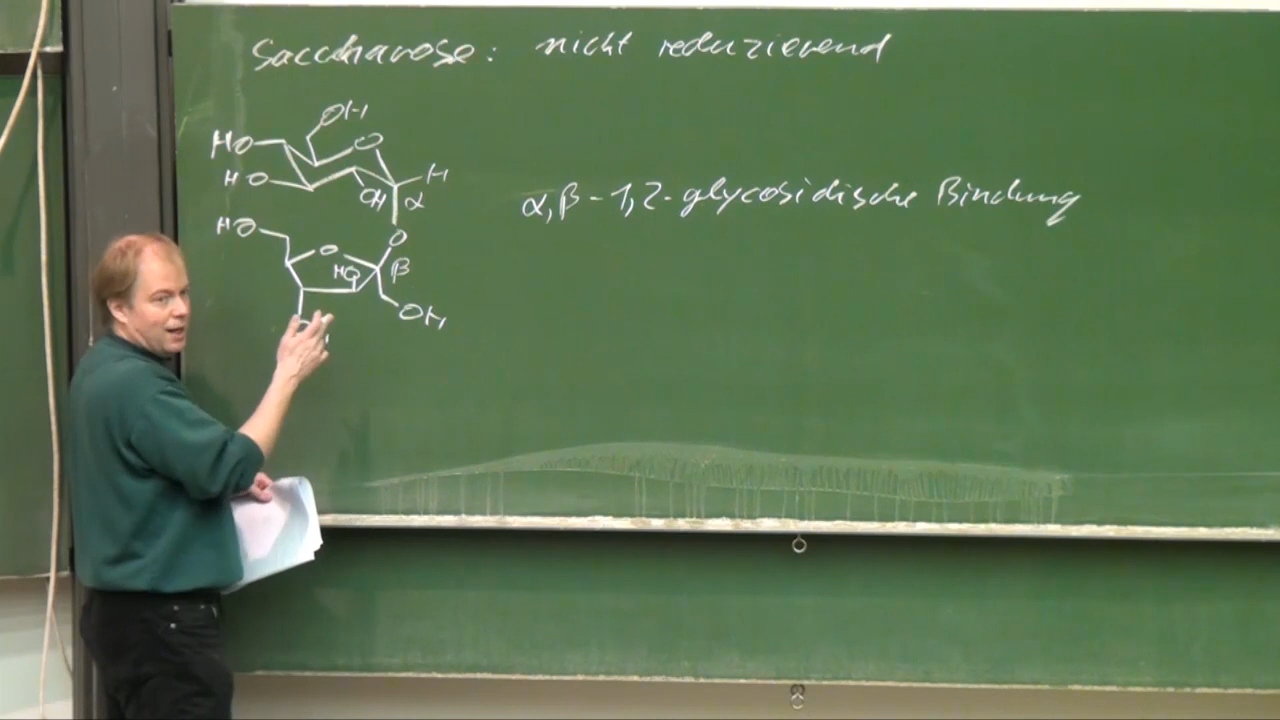 Saccharose: nicht reduzierend
OH
HO O
HO OH H
α
α,β-1,2-glycosidische Bindung
HO O
O HO β
OH